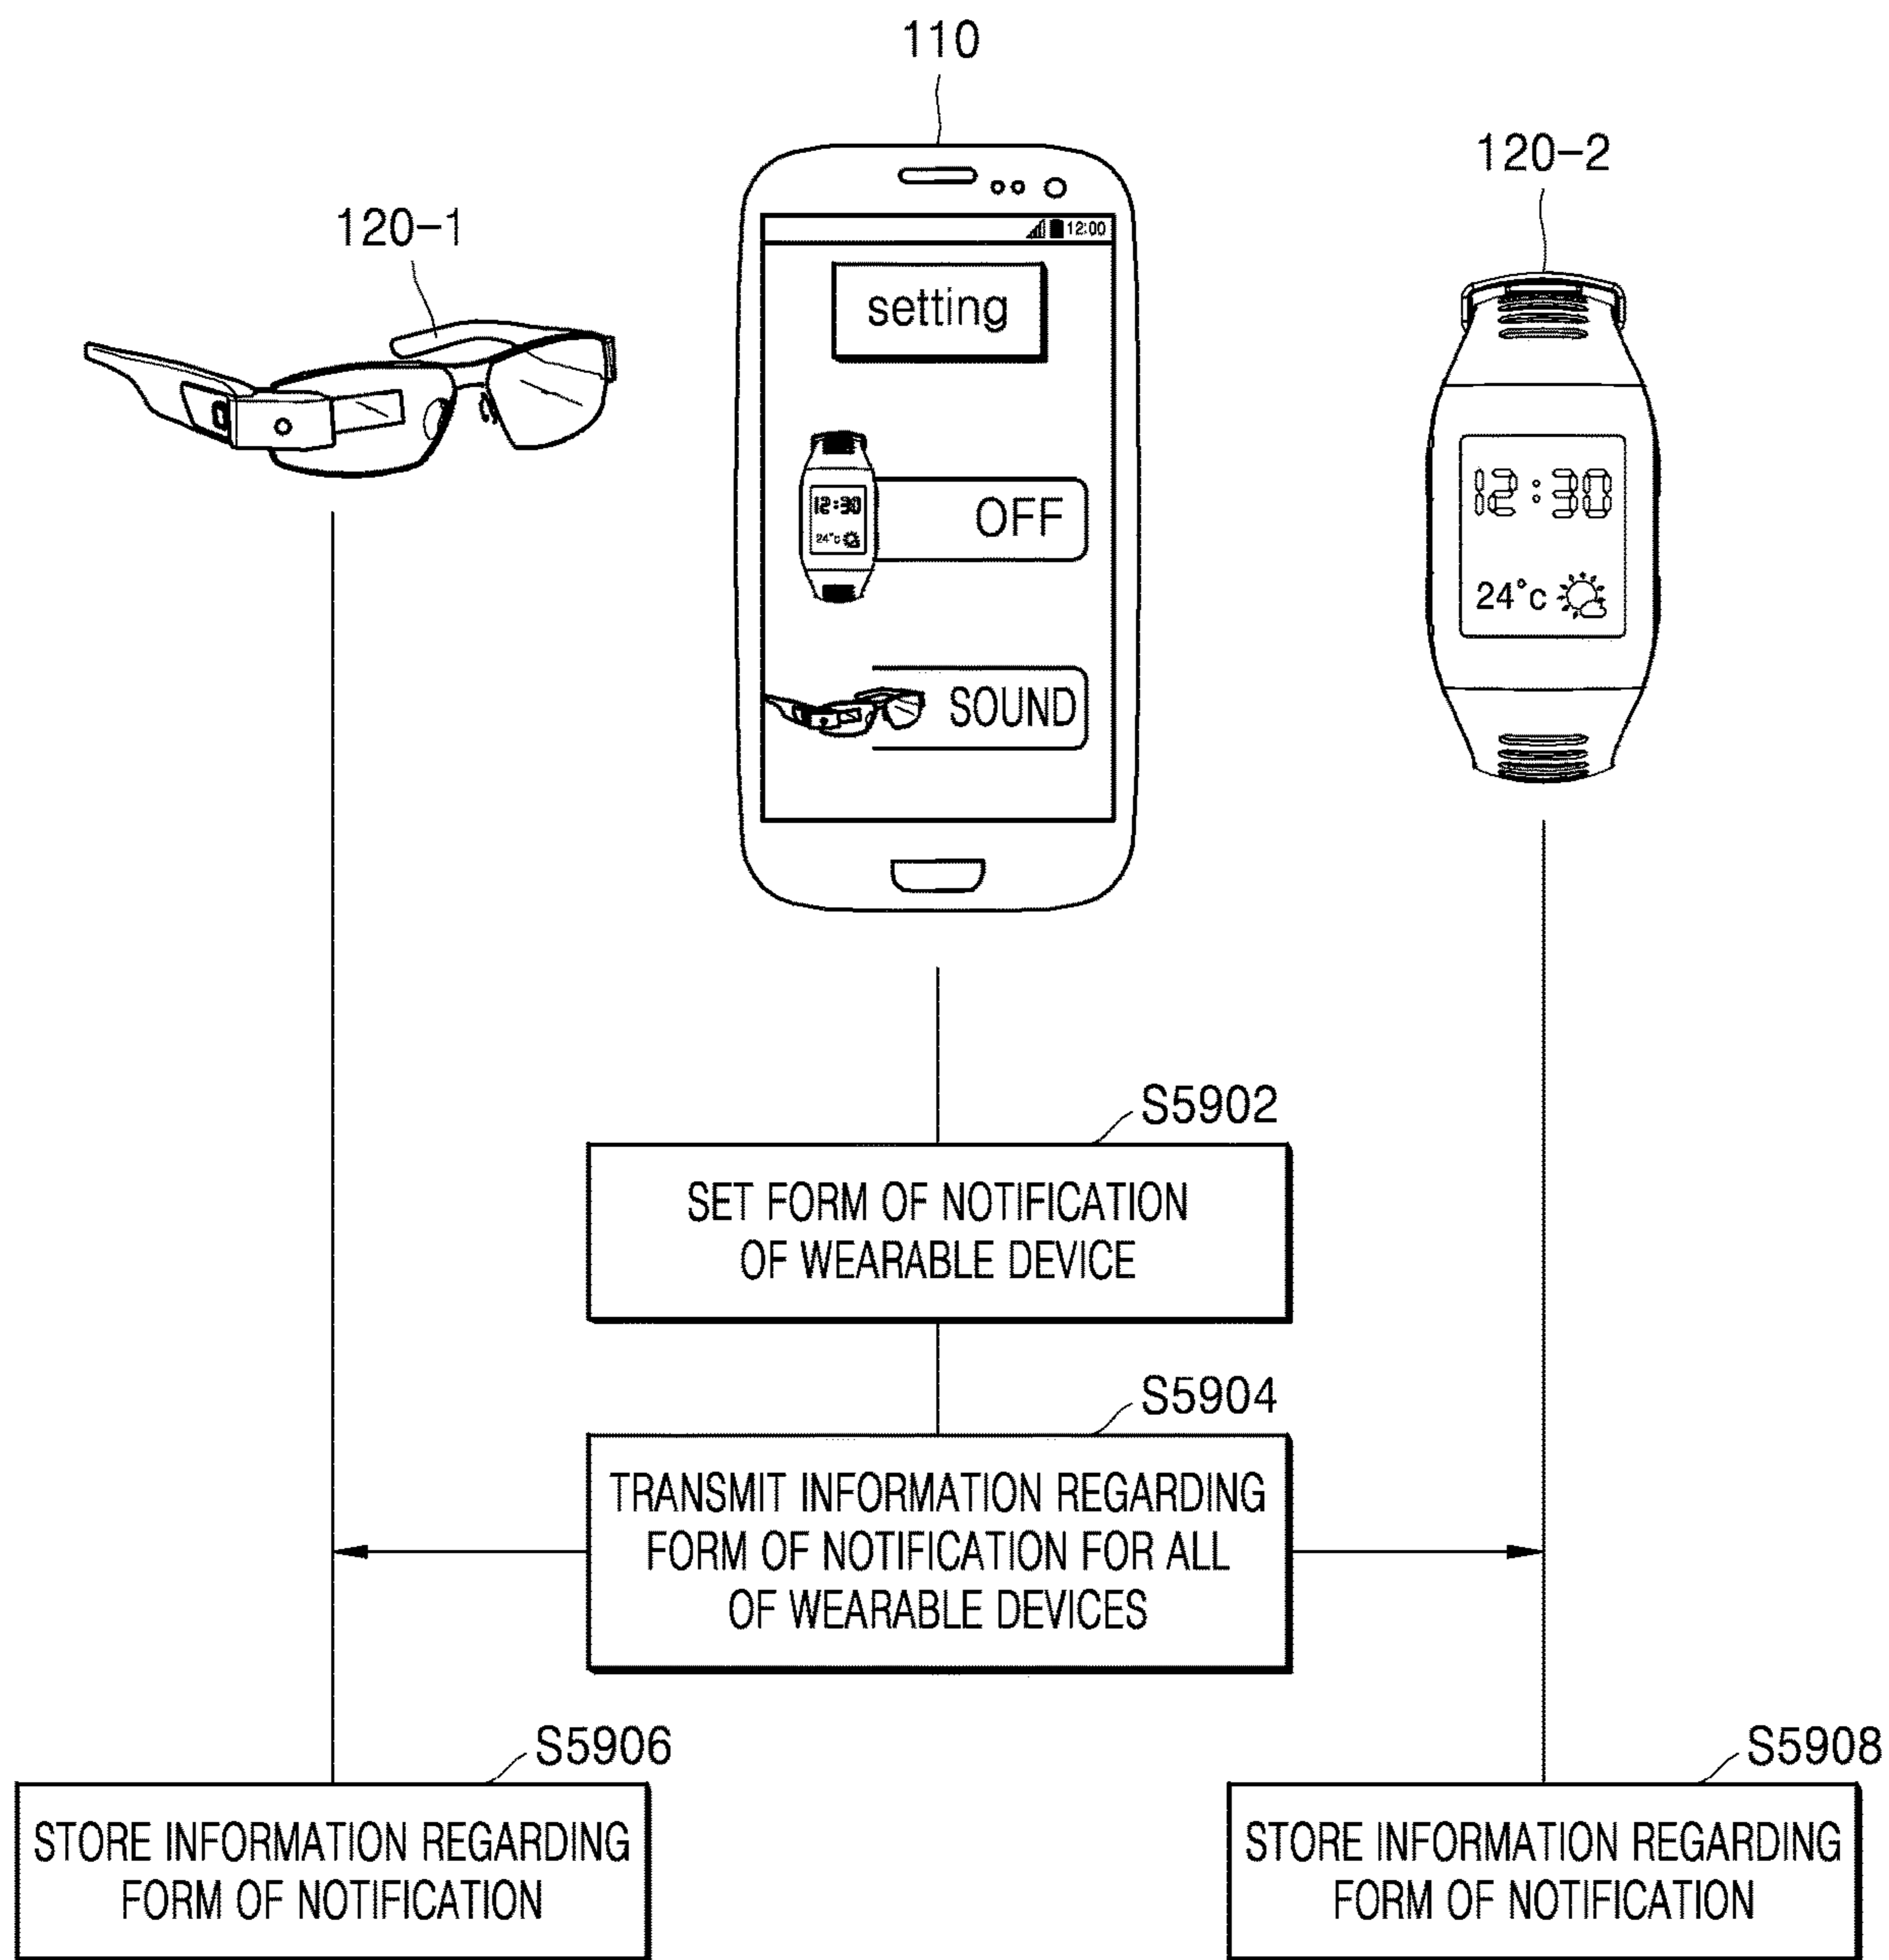 110
120-2
120-1
12:00
setting
12:30
24°c
OFF
SOUND
12:30
24°c
S5902
SET FORM OF NOTIFICATION
OF WEARABLE DEVICE
S5904
TRANSMIT INFORMATION REGARDING
FORM OF NOTIFICATION FOR ALL
OF WEARABLE DEVICES
S5906
STORE INFORMATION REGARDING
FORM OF NOTIFICATION
S5908
STORE INFORMATION REGARDING
FORM OF NOTIFICATION